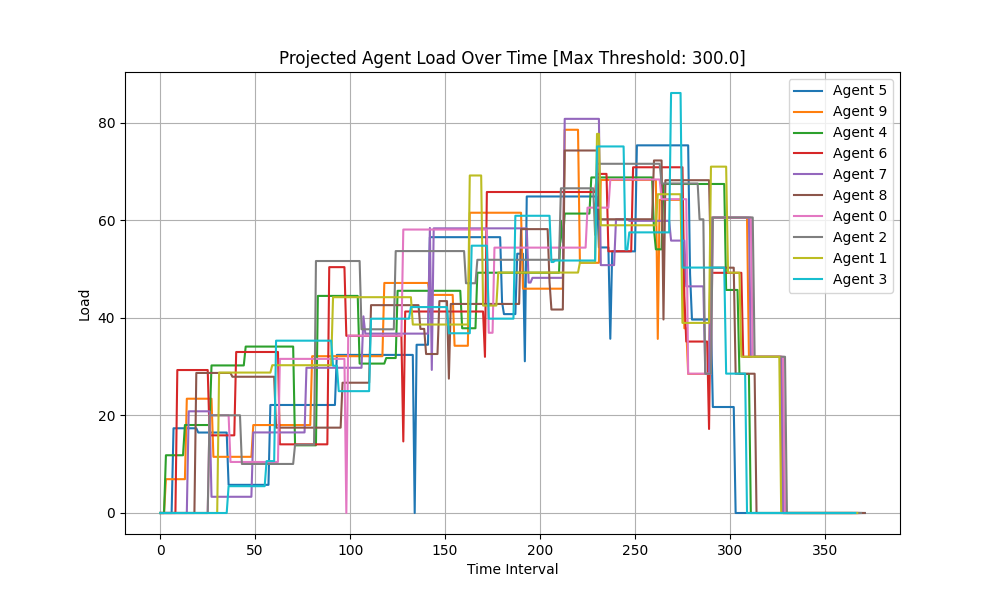 Projected Agent Load Over Time [Max Threshold: 300.0]
Load
80
60
40
20
0
0 50 100 150 200 250 300 350
Time Interval
Agent 5
Agent 9
Agent 4
Agent 6
Agent 7
Agent 8
Agent 0
Agent 2
Agent 1
Agent 3